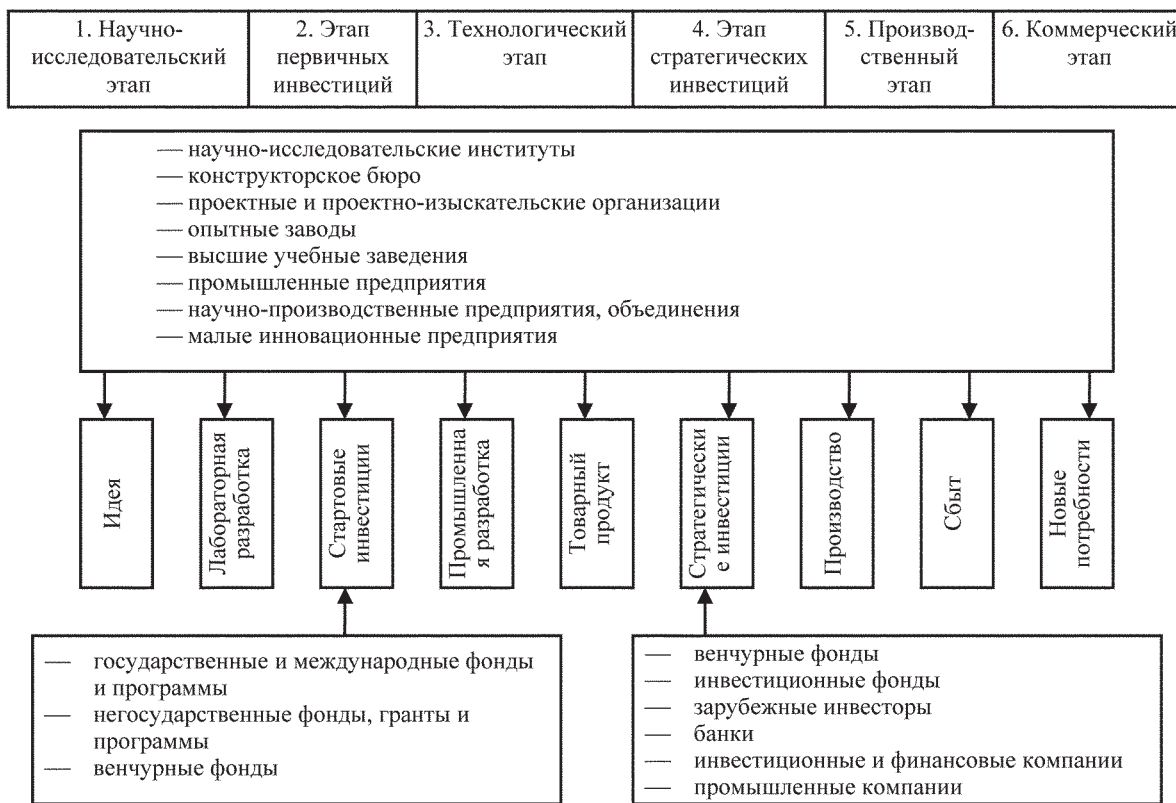 1. Научно-
исследовательский
этап
2. Этап
первичных
инвестиций
3. Технологический
этап
4. Этап
стратегических
инвестиций
5. Производ-
ственный
этап
6. Коммерческий
этап
— научно-исследовательские институты
— конструкторское бюро
— проектные и проектно-изыскательские организации
— опытные заводы
— высшие учебные заведения
— промышленные предприятия
— научно-производственные предприятия, объединения
— малые инновационные предприятия
Идея
Лабораторная
разработка
Стартовые
инвестиции
Промышленна
я разработка
Товарный
продукт
Стратегически
е инвестиции
Производство
Сбыт
Новые
потребности
— государственные и международные фонды
и программы
— негосударственные фонды, гранты и
программы
— венчурные фонды
— венчурные фонды
— инвестиционные фонды
— зарубежные инвесторы
— банки
— инвестиционные и финансовые компании
— промышленные компании